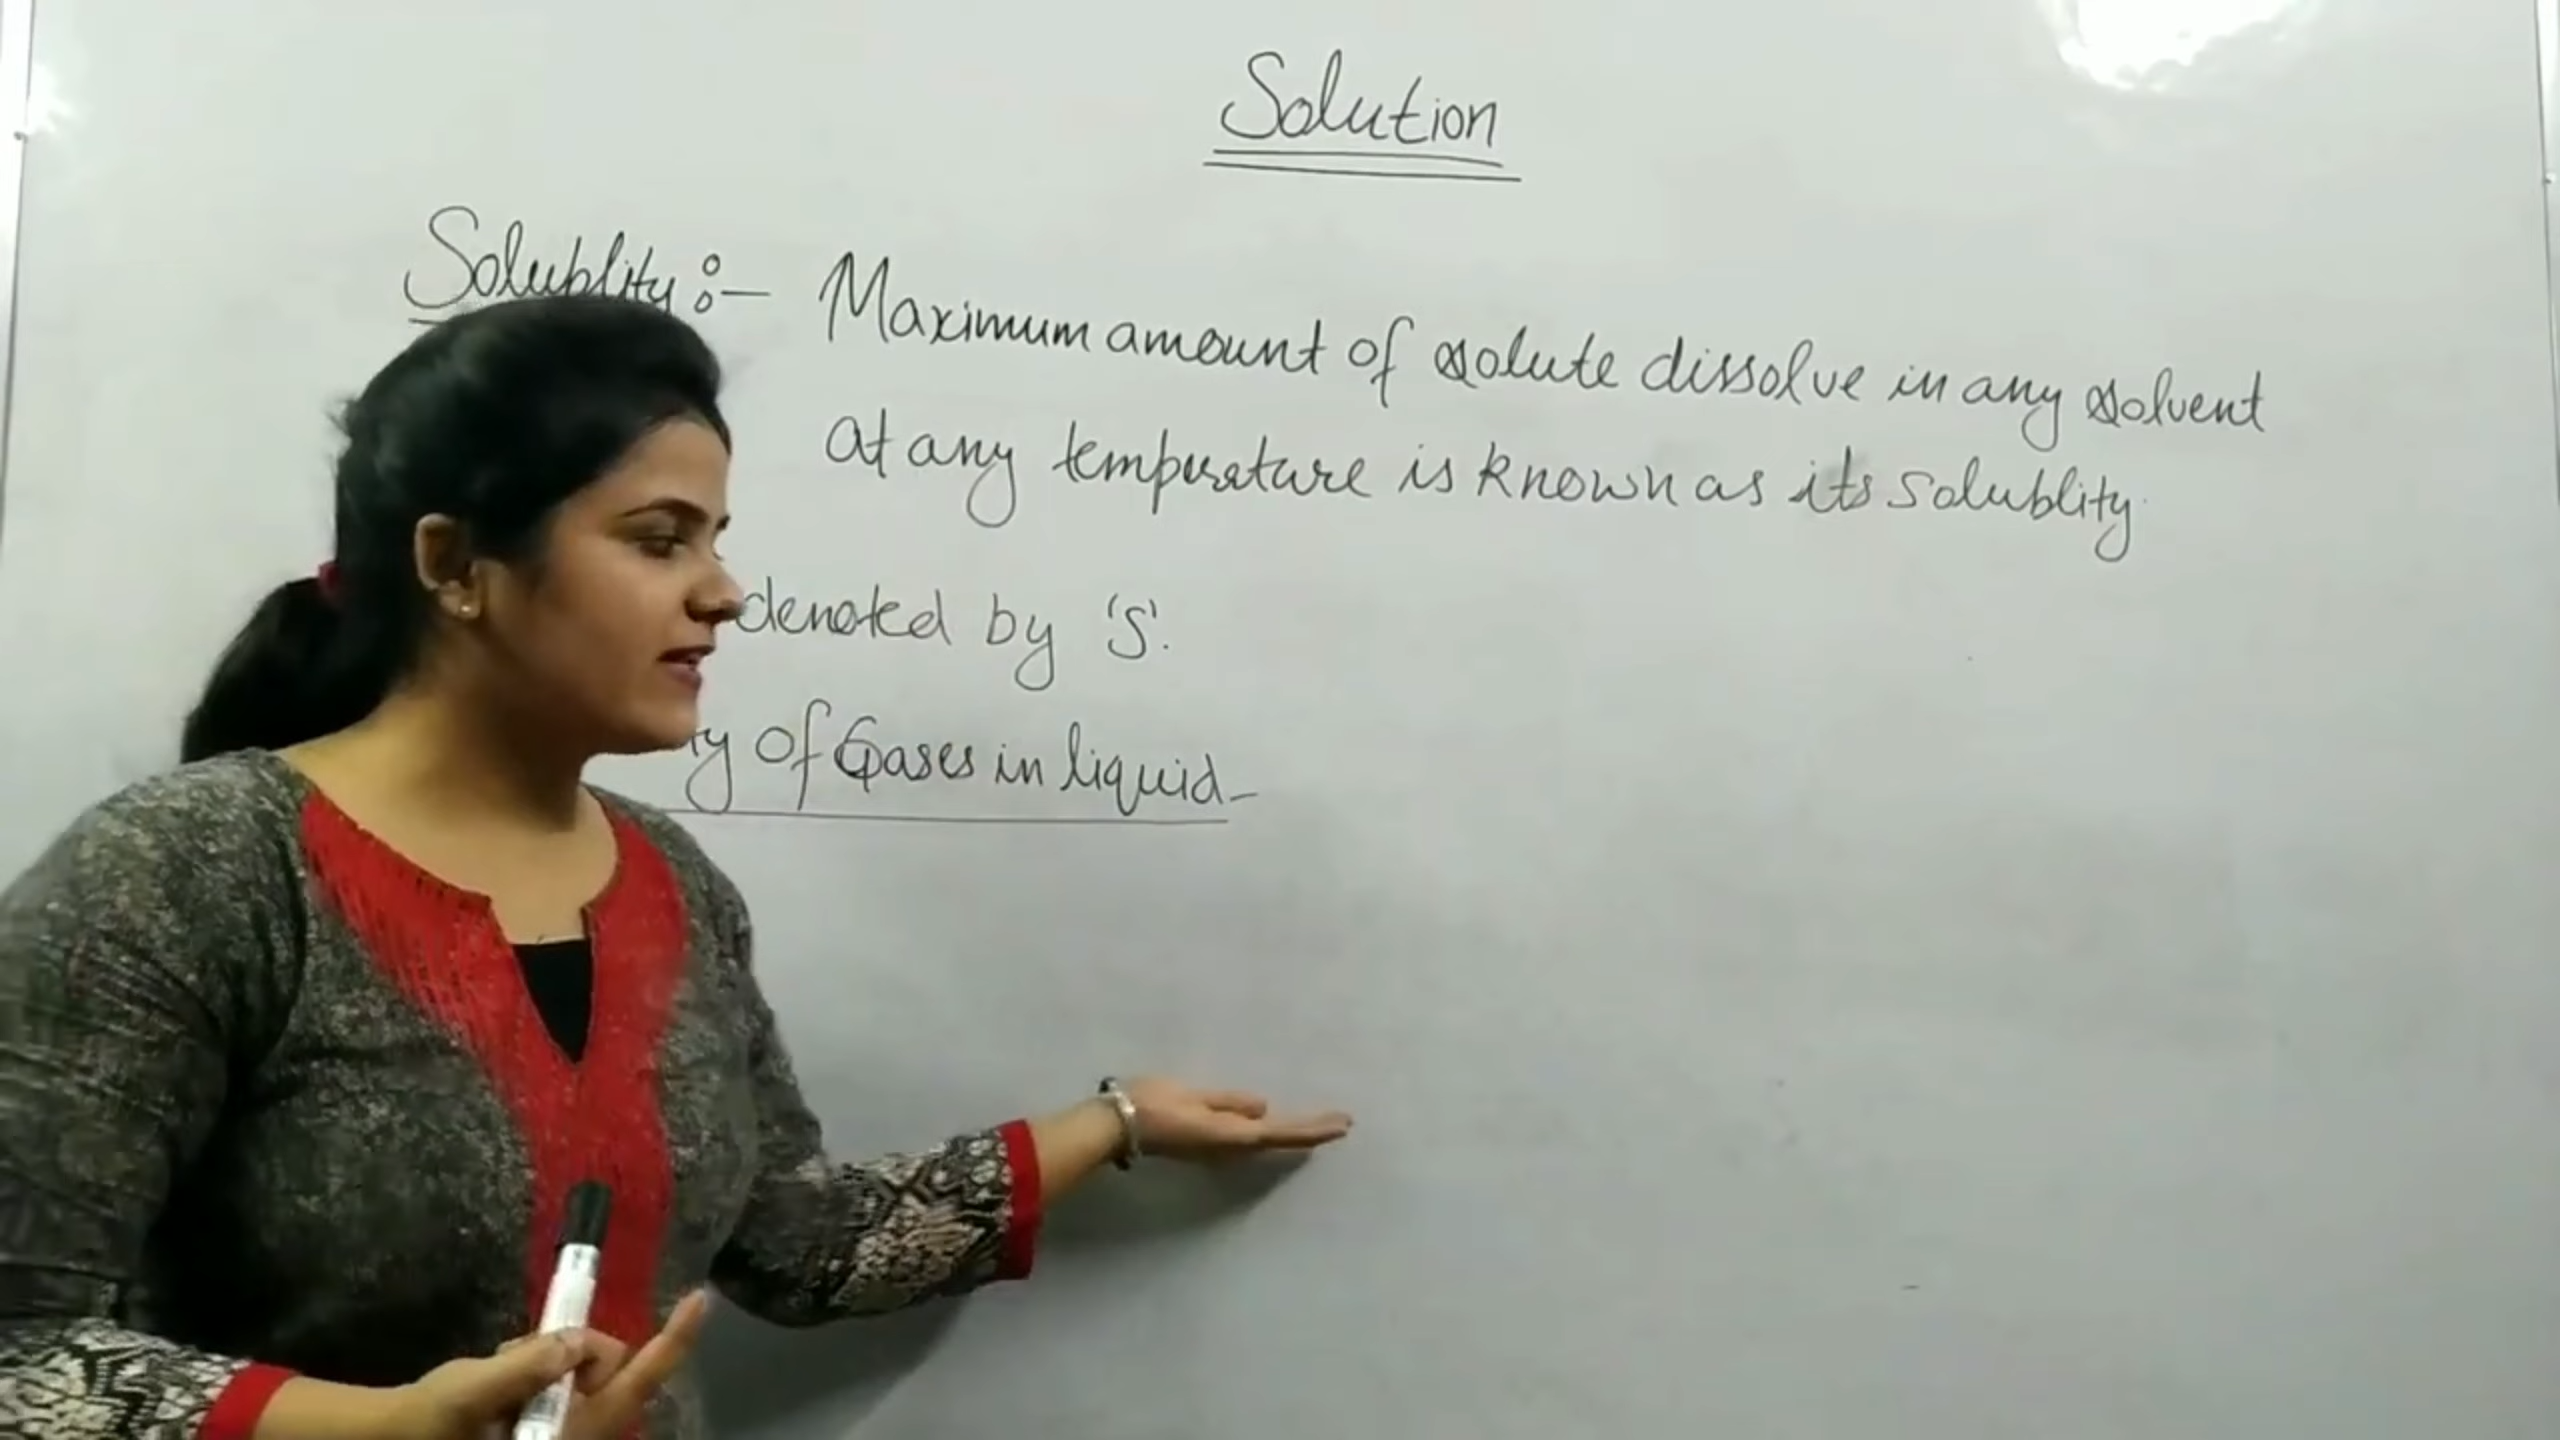 Solution
Solublity :- Maximum amount of solute dissolve in any solvent
at any temperature is known as its solublity.
denoted by 'S'.
of Gases in liquid-